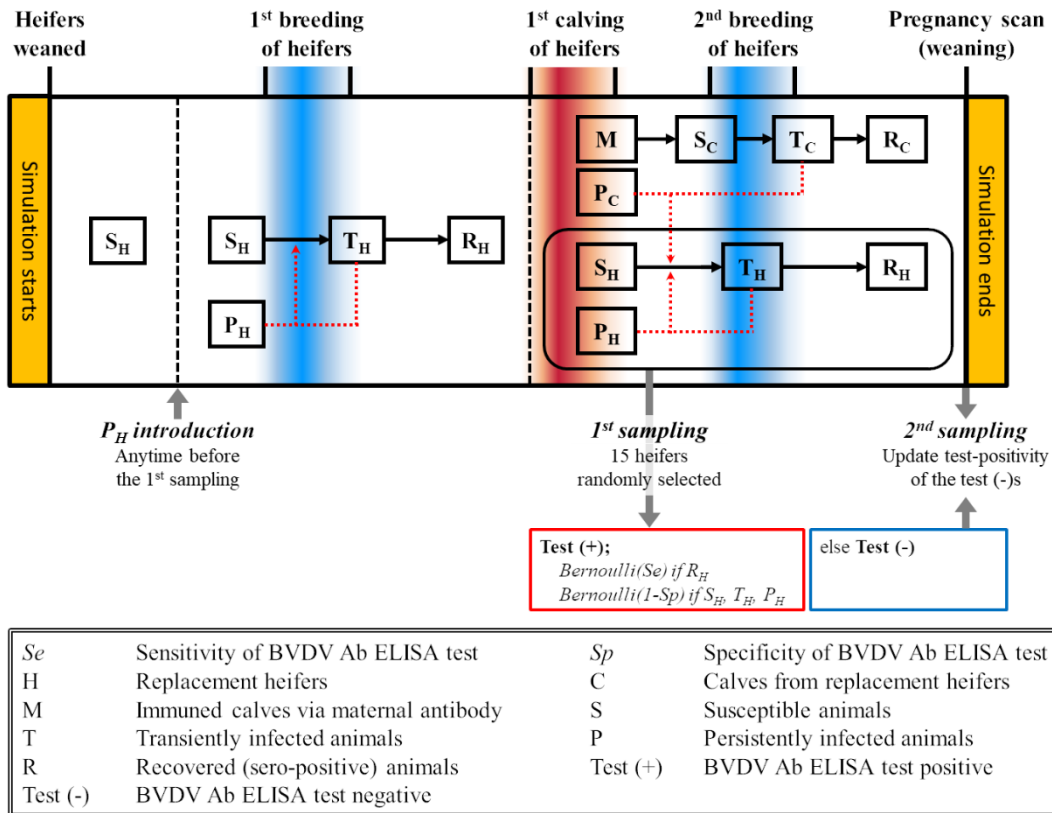 Heifers
weaned
1st breeding
of heifers
1st calving
of heifers
2nd breeding
of heifers
Pregnancy scan
(weaning)
Simulation starts
SH
SH
TH
RH
PH
M
SC
TC
RC
PC
SH
TH
RH
PH
Simulation ends
PH introduction
Anytime before
the 1st sampling
1st sampling
15 heifers
randomly selected
2nd sampling
Update test-positivity
of the test (-)s
Test (+);
Bernoulli(Se) if RH
Bernoulli(1-Sp) if SH, TH, PH
else Test (-)
Se Sensitivity of BVDV Ab ELISA test Sp Specificity of BVDV Ab ELISA test
H Replacement heifers C Calves from replacement heifers
M Immuned calves via maternal antibody S Susceptible animals
T Transiently infected animals P Persistently infected animals
R Recovered (sero-positive) animals Test (+) BVDV Ab ELISA test positive
Test (-) BVDV Ab ELISA test negative